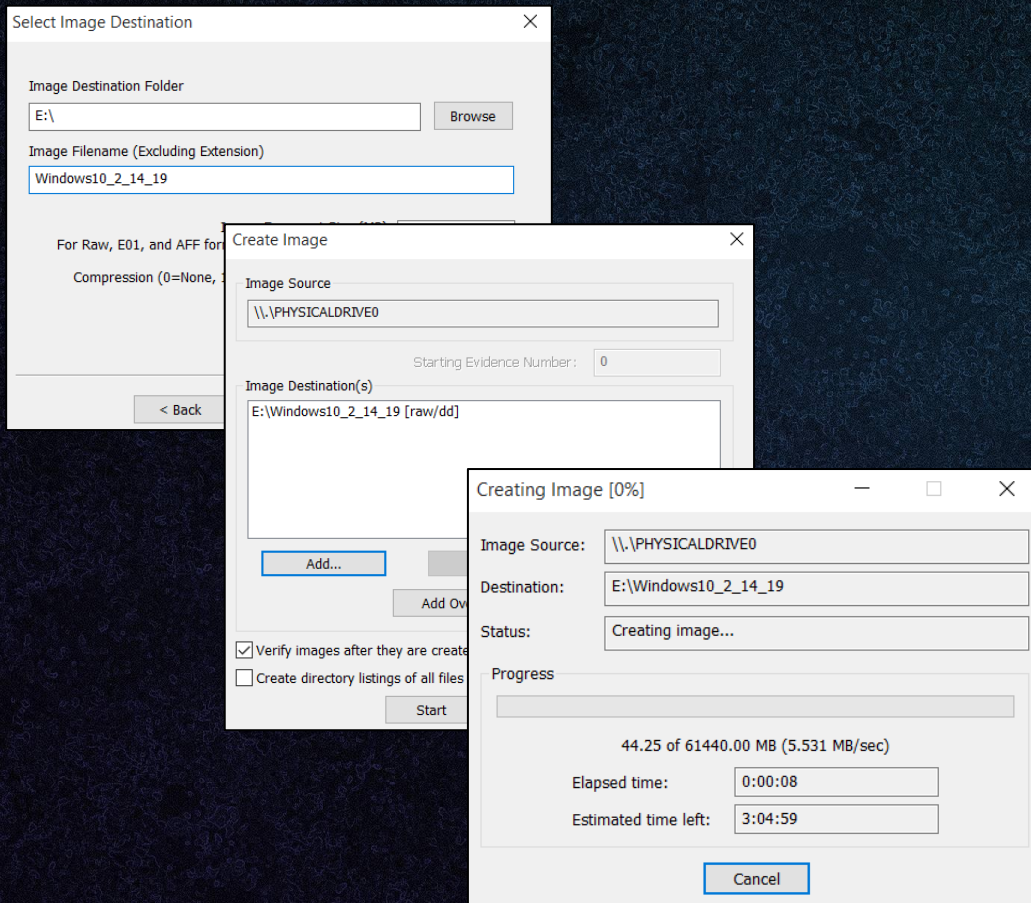 Select Image Destination
Image Destination Folder
E:\
Browse
Image Filename (Excluding Extension)
Windows10_2_14_19
For Raw, E01, and AFF
Compression (0=None,
< Back
Create Image
Image Source
\\.\PHYSICALDRIVE0
Starting Evidence Number: 0
Image Destination(s)
E:\Windows10_2_14_19 [raw/dd]
Add...
Add
Verify images after they are create
Create directory listings of all files
Start
Creating Image [0%]
Image Source: \\.\PHYSICALDRIVE0
Destination: E:\Windows10_2_14_19
Status: Creating image...
Progress
44.25 of 61440.00 MB (5.531 MB/sec)
Elapsed time: 0:00:08
Estimated time left: 3:04:59
Cancel